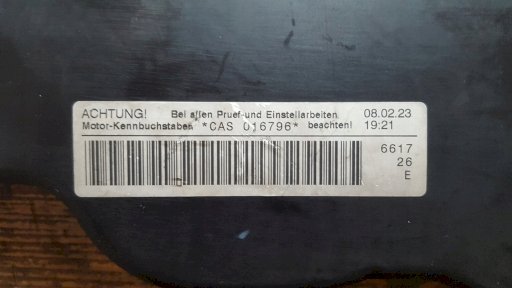 ACHTUNG! Bei allen Pruef-und Einstellarbeiten 08.02.23
Motor-Kennbuchstaben *CAS 016796* beachten! 19:21
6617
26
E